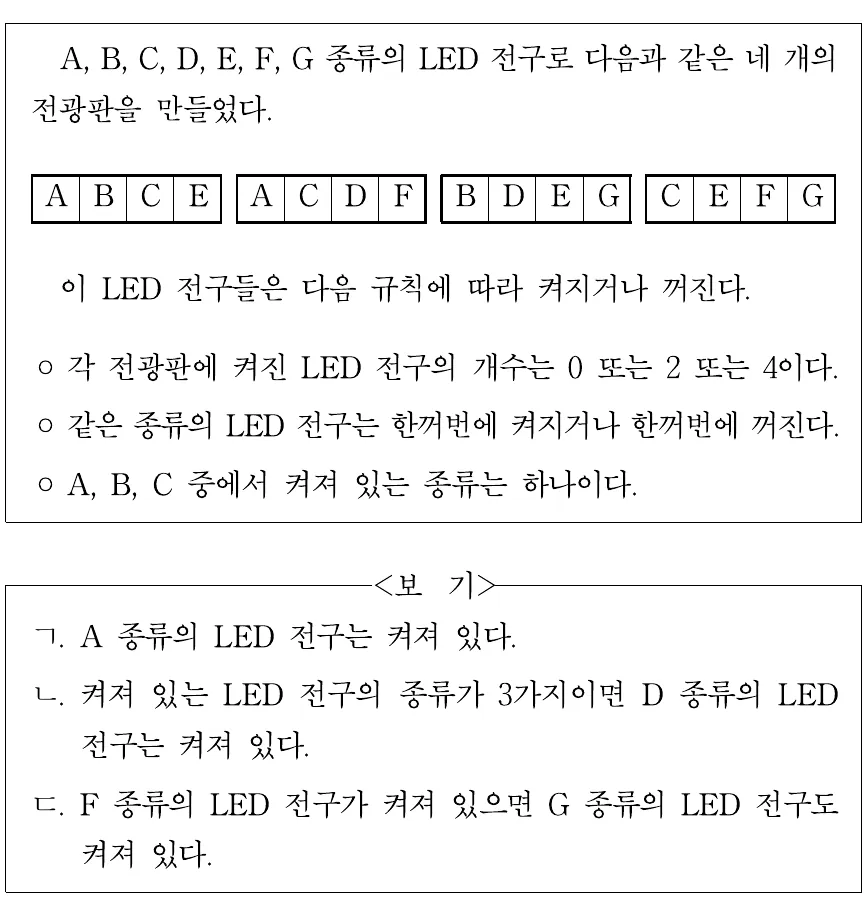 A, B, C, D, E, F, G 종류의 LED 전구로 다음과 같은 네 개의
전광판을 만들었다.
A B C E A C D F B D E G C E F G
이 LED 전구들은 다음 규칙에 따라 켜지거나 꺼진다.
○ 각 전광판에 켜진 LED 전구의 개수는 0 또는 2 또는 4이다.
○ 같은 종류의 LED 전구는 한꺼번에 켜지거나 한꺼번에 꺼진다.
○ A, B, C 중에서 켜져 있는 종류는 하나이다.
<보 기>
ㄱ. A 종류의 LED 전구는 켜져 있다.
ㄴ. 켜져 있는 LED 전구의 종류가 3가지이면 D 종류의 LED
전구는 켜져 있다.
ㄷ. F 종류의 LED 전구가 켜져 있으면 G 종류의 LED 전구도
켜져 있다.